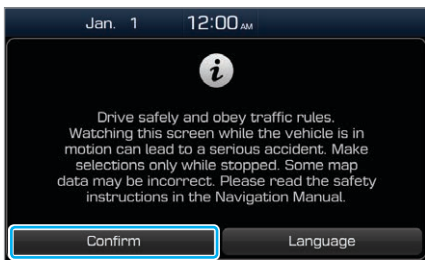 Jan. 1 12:00 AM
i
Drive safely and obey traffic rules.
Watching this screen while the vehicle is in
motion can lead to a serious accident. Make
selections only while stopped. Some map
data may be incorrect. Please read the safety
instructions in the Navigation Manual.
Confirm Language